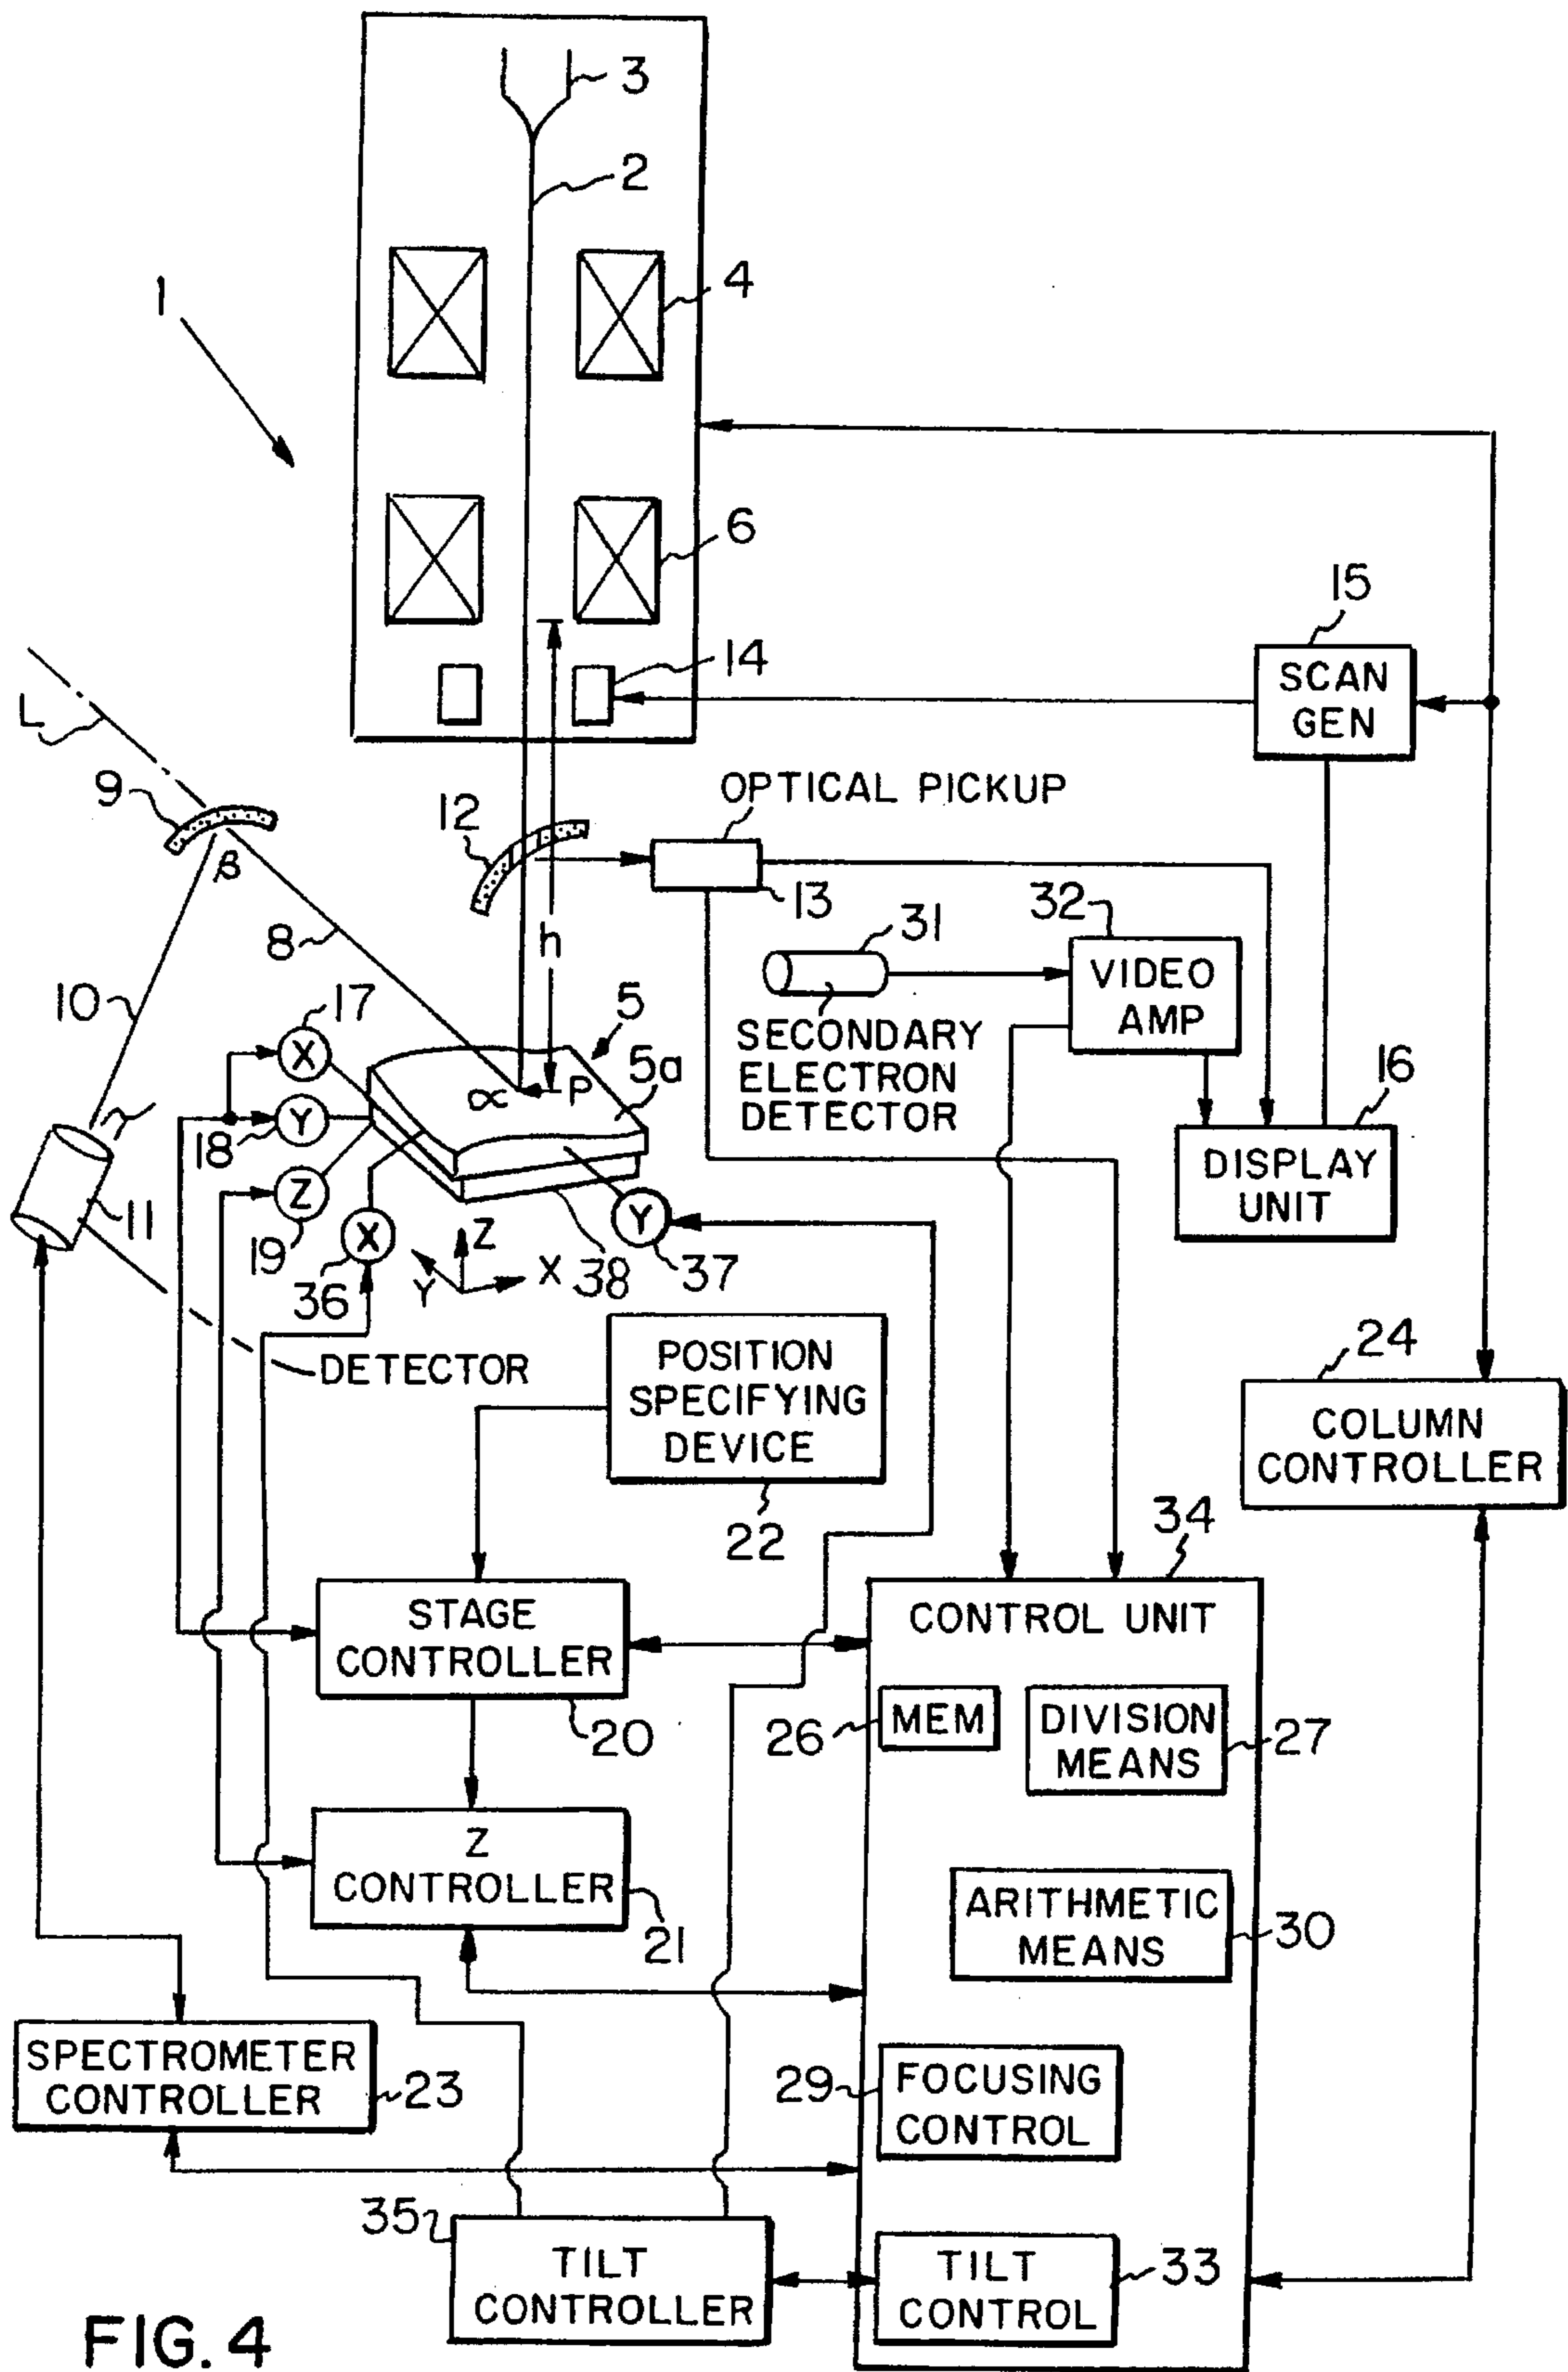 3
2
4
1
6
15
14
SCAN
GEN
L
9
OPTICAL PICKUP
12
β
13
32
8
31
h
VIDEO
AMP
10
17
SECONDARY
ELECTRON
DETECTOR
5
X
5a
α
P
16
Y
18
DISPLAY
UNIT
Z
11
19
X
Y
36
Z
X
Y
38
37
DETECTOR
POSITION
SPECIFYING
DEVICE
24
COLUMN
CONTROLLER
22
34
STAGE
CONTROLLER
CONTROL UNIT
20
26
MEM
DIVISION
MEANS
27
Z
CONTROLLER
21
ARITHMETIC
MEANS
30
SPECTROMETER
CONTROLLER
23
29
FOCUSING
CONTROL
35
TILT
CONTROLLER
TILT
CONTROL
33
FIG. 4